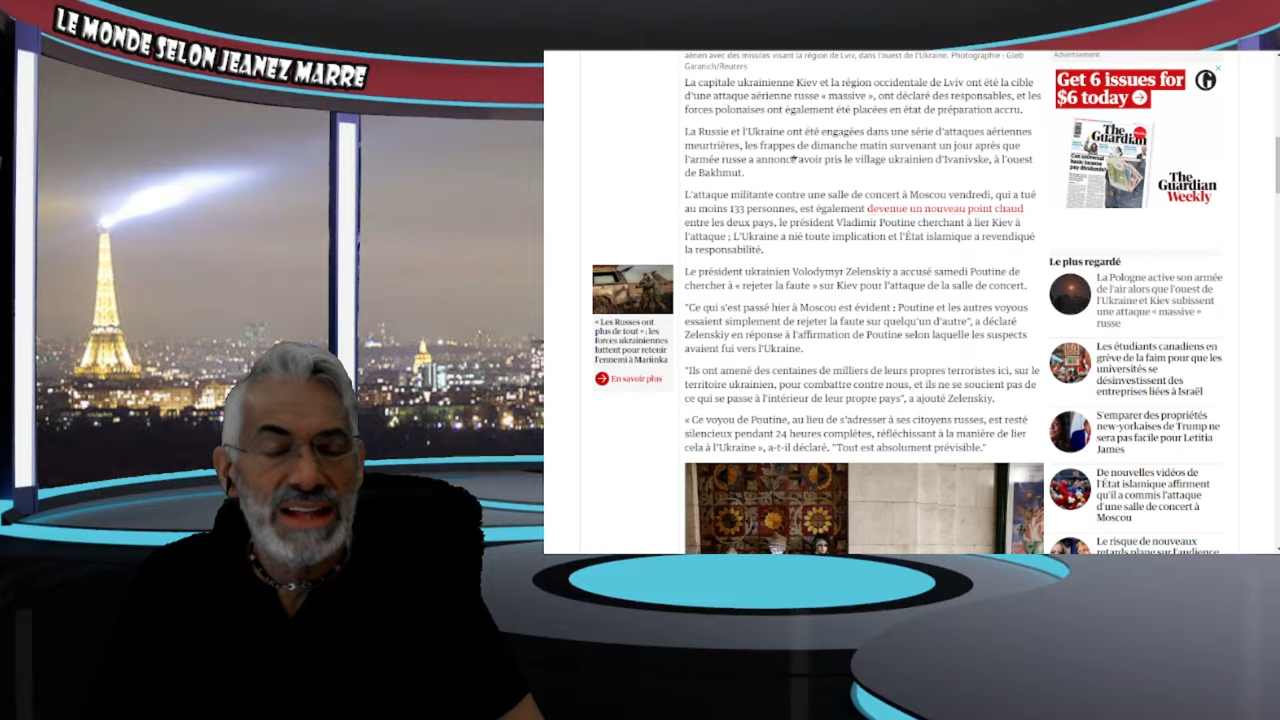 LE MONDE SELON JEANEZ MARRE
aérien avec des missiles visant la région de Lviv, dans l'ouest de l'Ukraine. Photographie : Gleb
Garanich/Reuters
La capitale ukrainienne Kiev et la région occidentale de Lviv ont été la cible
d'une attaque aérienne russe « massive », ont déclaré des responsables, et les
forces polonaises ont également été placées en état de préparation accru.
La Russie et l'Ukraine ont été engagées dans une série d'attaques aériennes
meurtrières, les frappes de dimanche matin survenant un jour après que
l'armée russe a annoncé avoir pris le village ukrainien d'Ivanivske, à l'ouest
de Bakhmut.
L'attaque militante contre une salle de concert à Moscou vendredi, qui a tué
au moins 133 personnes, est également devenue un nouveau point chaud
entre les deux pays, le président Vladimir Poutine cherchant à lier Kiev à
l'attaque ; L'Ukraine a nié toute implication et l'État islamique a revendiqué
la responsabilité.
Le président ukrainien Volodymyr Zelenskiy a accusé samedi Poutine de
chercher à « rejeter la faute » sur Kiev pour l'attaque de la salle de concert.
"Ce qui s'est passé hier à Moscou est évident : Poutine et les autres voyous
essaient simplement de rejeter la faute sur quelqu'un d'autre", a déclaré
Zelenskiy en réponse à l'affirmation de Poutine selon laquelle les suspects
avaient fui vers l'Ukraine.
"Ils ont amené des centaines de milliers de leurs propres terroristes ici, sur le
territoire ukrainien, pour combattre contre nous, et ils ne se soucient pas de
ce qui se passe à l'intérieur de leur propre pays", a ajouté Zelenskiy.
« Ce voyou de Poutine, au lieu de s'adresser à ses citoyens russes, est resté
silencieux pendant 24 heures complètes, réfléchissant à la manière de lier
cela à l'Ukraine », a-t-il déclaré. "Tout est absolument prévisible."
« Les Russes ont
plus de tout » : les
forces ukrainiennes
luttent pour retenir
l'ennemi à Mariinka
En savoir plus
Advertisement
Get 6 issues for
$6 today
The
Guardian
The
Guardian
Weekly
Le plus regardé
La Pologne active son armée
de l'air alors que l'ouest de
l'Ukraine et Kiev subissent
une attaque « massive »
russe
Les étudiants canadiens en
grève de la faim pour que les
universités se
désinvestissent des
entreprises liées à Israël
S'emparer des propriétés
new-yorkaises de Trump ne
sera pas facile pour Letitia
James
De nouvelles vidéos de
l'État islamique affirment
qu'il a commis l'attaque
d'une salle de concert à
Moscou
Le risque de nouveaux
retards plane sur l'audience